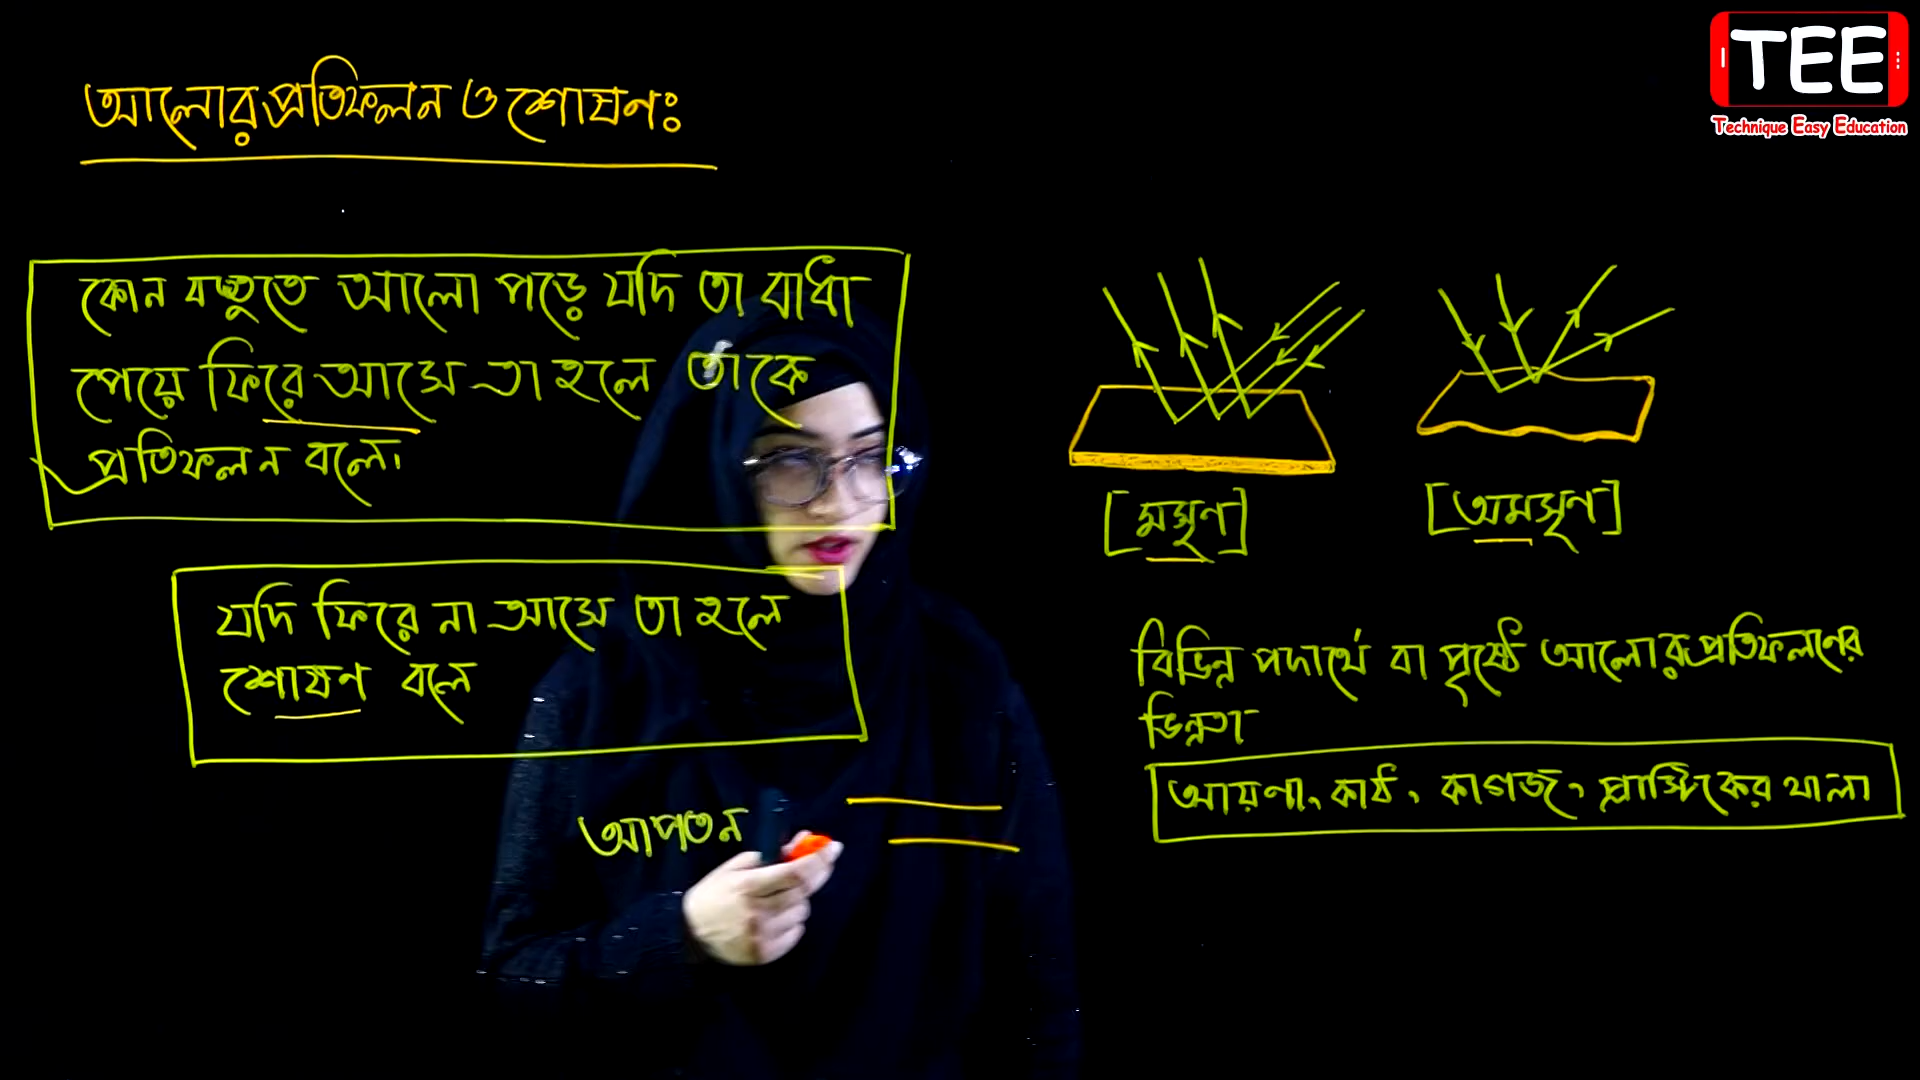 আলোর প্রতিফলন ও শোষণঃ
কোন বস্তুতে আলো পড়ে যদি তা বাধা
পেয়ে ফিরে আসে তা হলে তাকে
প্রতিফলন বলে।
যদি ফিরে না আসে তা হলে
শোষণ বলে
আপতন
[মসৃণ]
[অমসৃণ]
বিভিন্ন পদার্থে বা পৃষ্ঠে আলোর প্রতিফলণের
ভিন্নতা
আয়ণা, কাঠ, কাগজ, প্লাস্টিকের থালা
TEE
Technique Easy Education